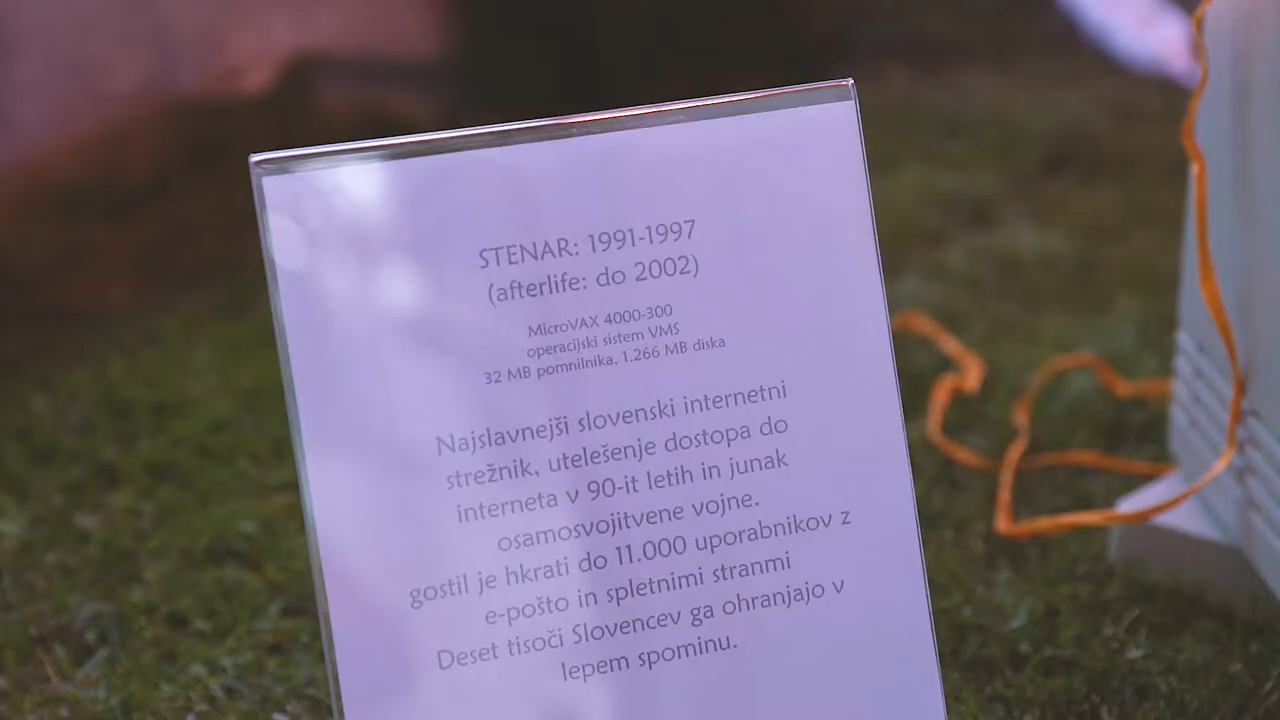 STENAR: 1991-1997
(afterlife: do 2002)
MicroVAX 4000-300
operacijski sistem VMS
32 MB pomnilnika, 1.266 MB diska
Najslavnejši slovenski internetni
strežnik, utelešenje dostopa do
interneta v 90-it letih in junak
osamosvojitvene vojne.
gostil je hkrati do 11.000 uporabnikov z
e-pošto in spletnimi stranmi
Deset tisoči Slovencev ga ohranjajo v
lepem spominu.